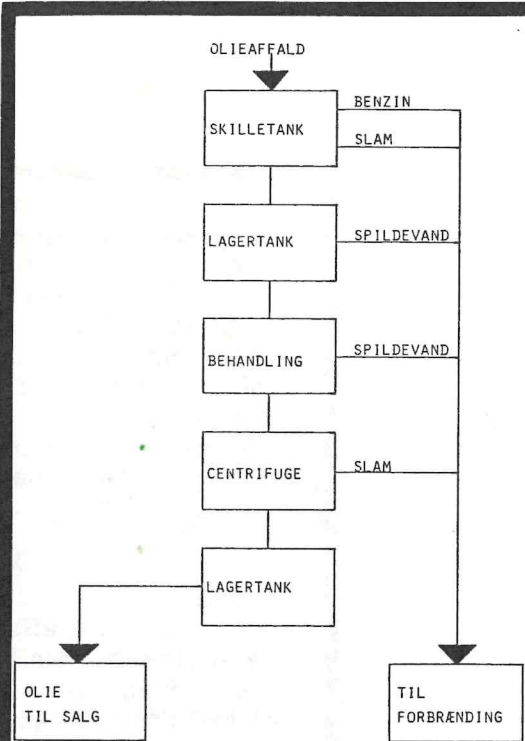 OLIEAFFALD
BENZIN
SKILLETANK
SLAM
LAGERTANK
SPILDEVAND
BEHANDLING
SPILDEVAND
CENTRIFUGE
SLAM
LAGERTANK
OLIE
TIL SALG
TIL
FORBRÆNDING